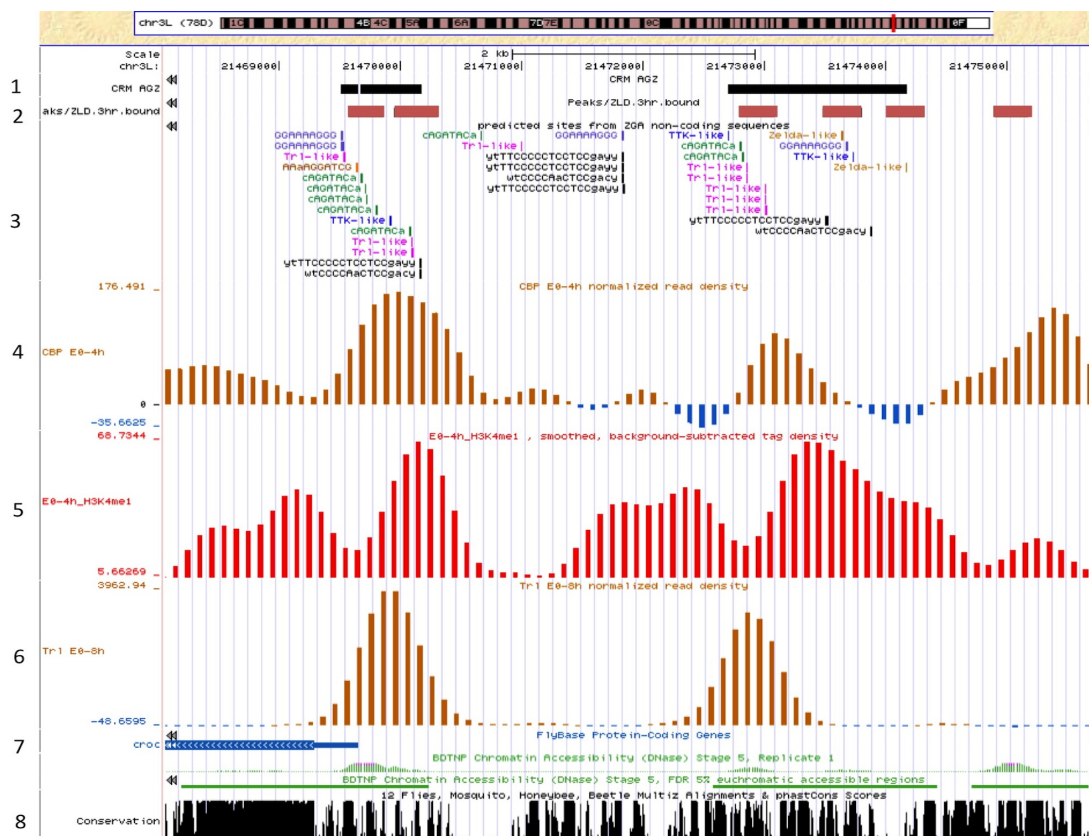 chr3L (78D) 1C 4B 4C 5A 6A 7D 7E 0C 0F
Scale 2 kb
chr3L: 21469000 21470000 21471000 21472000 21473000 21474000 21475000
CRM AGZ
1 CRM AGZ
Peaks/ZLD.3hr.bound
2 aks/ZLD.3hr.bound
predicted sites from ZGA non-coding sequences
GGAAAAGGG cAGATACa GGAAAAGGG TTK-like Zelda-like
GGAAAAGGG Trl-like cAGATACa GGAAAAGGG
Trl-like ytTTCCCCCTCCTCCgayy cAGATACa TTK-like
AAaAGGATCG ytTTCCCCCTCCTCCgayy Trl-like Zelda-like
cAGATACa wtCCCCAaCTCCgacy Trl-like
cAGATACa ytTTCCCCCTCCTCCgayy Trl-like
cAGATACa Trl-like
cAGATACa Trl-like
3 TTK-like ytTTCCCCCTCCTCCgayy
cAGATACa wtCCCCAaCTCCgacy
Trl-like
Trl-like
ytTTCCCCCTCCTCCgayy
wtCCCCAaCTCCgacy
176.491 _ CBP E0-4h normalized read density
4 CBP E0-4h
0 _
-35.6625 _
68.7344 _ E0-4h_H3K4me1 , smoothed, background-subtracted tag density
5 E0-4h_H3K4me1
5.66269 _
3962.94 _ Trl E0-8h normalized read density
6 Trl E0-8h
-48.6595 _
FlyBase Protein-Coding Genes
7 croc
BDTNP Chromatin Accessibility (DNase) Stage 5, Replicate 1
BDTNP Chromatin Accessibility (DNase) Stage 5, FDR 5% euchromatic accessible regions
12 Flies, Mosquito, Honeybee, Beetle Multiz Alignments & phastCons Scores
8 Conservation